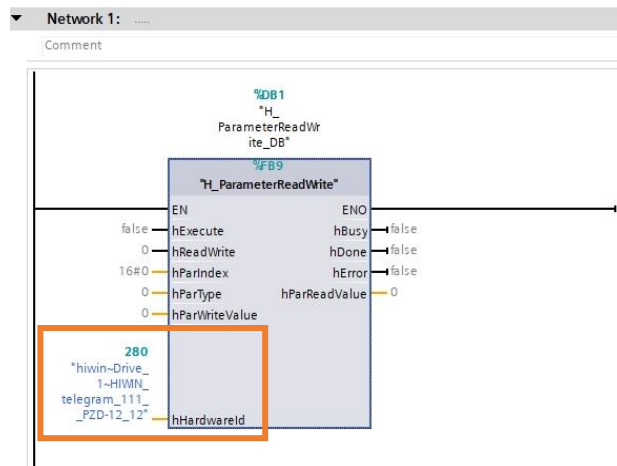 Network 1: .....
Comment
%DB1
"H_
ParameterReadWr
ite_DB"
%FB9
"H_ParameterReadWrite"
EN ENO
false hExecute hBusy false
0 hReadWrite hDone false
16#0 hParIndex hError false
0 hParType hParReadValue 0
0 hParWriteValue
280
"hiwin~Drive_
1~HIWIN_
telegram_111_
_PZD-12_12" hHardwareId